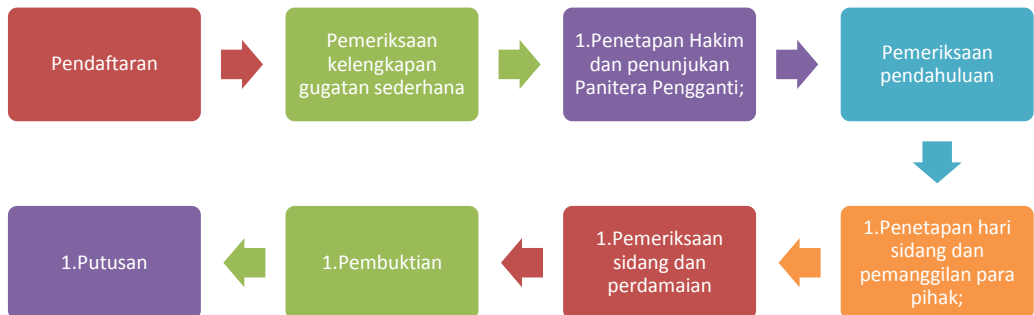 Pendaftaran
Pemeriksaan
kelengkapan
gugatan sederhana
1.Penetapan Hakim
dan penunjukan
Panitera Pengganti;
Pemeriksaan
pendahuluan
1.Penetapan hari
sidang dan
pemanggilan para
pihak;
1.Pemeriksaan
sidang dan
perdamaian
1.Pembuktian
1.Putusan